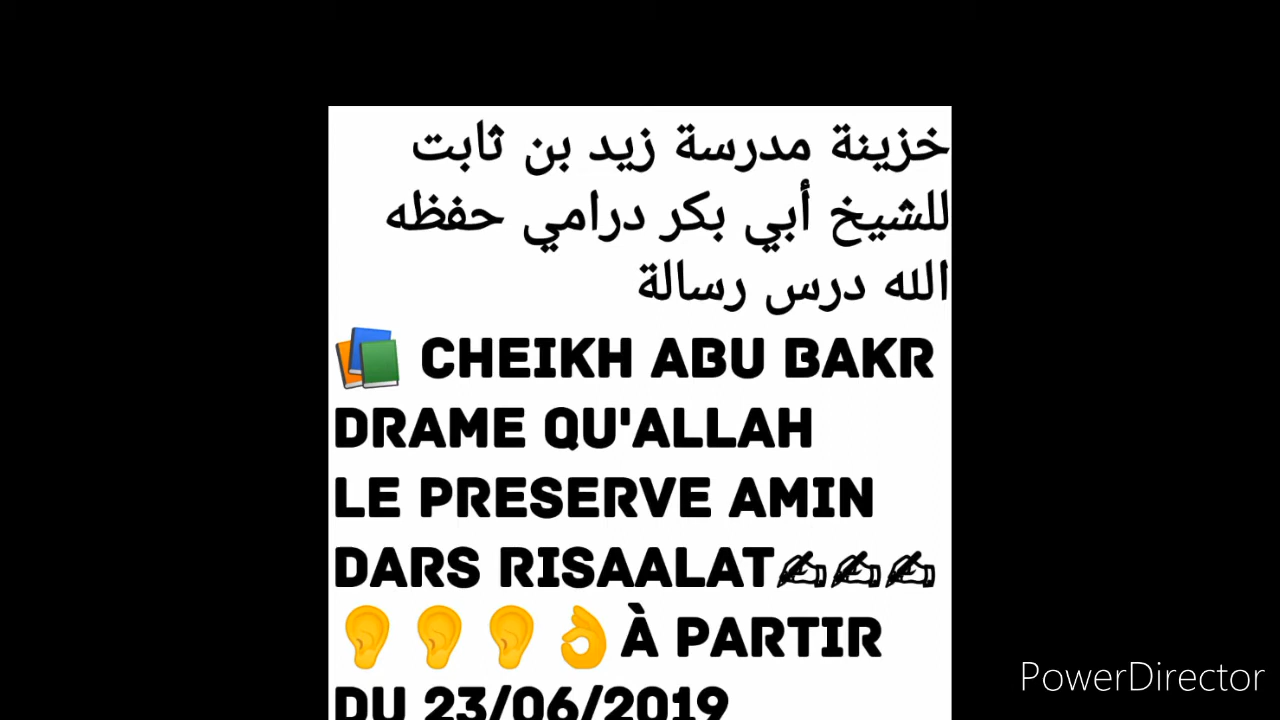 خزينة مدرسة زيد بن ثابت
للشيخ أبي بكر درامي حفظه
الله درس رسالة
📚 CHEIKH ABU BAKR
DRAME QU'ALLAH
LE PRESERVE AMIN
DARS RISAALAT✍✍✍
👂👂👂👌À PARTIR
DU 23/06/2019
PowerDirector